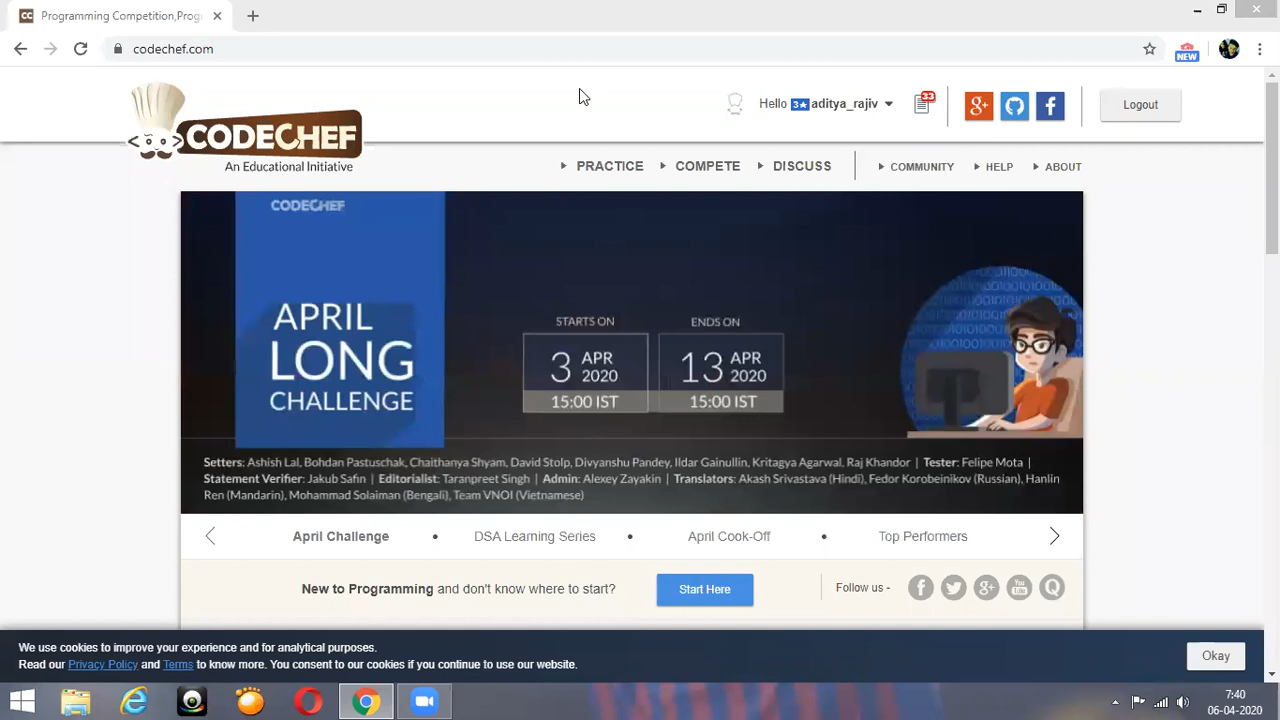 CC Programming Competition,Prog
codechef.com
NEW
CODECHEF
An Educational Initiative
Hello 3★ aditya_rajiv
33
g+
f
Logout
PRACTICE COMPETE DISCUSS COMMUNITY HELP ABOUT
CODECHEF
APRIL
LONG
CHALLENGE
STARTS ON
3 APR
2020
15:00 IST
ENDS ON
13 APR
2020
15:00 IST
Setters: Ashish Lal, Bohdan Pastuschak, Chaithanya Shyam, David Stolp, Divyanshu Pandey, Ildar Gainullin, Kritagya Agarwal, Raj Khandor | Tester: Felipe Mota |
Statement Verifier: Jakub Safin | Editorialist: Taranpreet Singh | Admin: Alexey Zayakin | Translators: Akash Srivastava (Hindi), Fedor Korobeinikov (Russian), Hanlin
Ren (Mandarin), Mohammad Solaiman (Bengali), Team VNOI (Vietnamese)
April Challenge • DSA Learning Series • April Cook-Off • Top Performers
New to Programming and don't know where to start?
Start Here
Follow us -
We use cookies to improve your experience and for analytical purposes.
Read our Privacy Policy and Terms to know more. You consent to our cookies if you continue to use our website.
Okay
7:40
06-04-2020